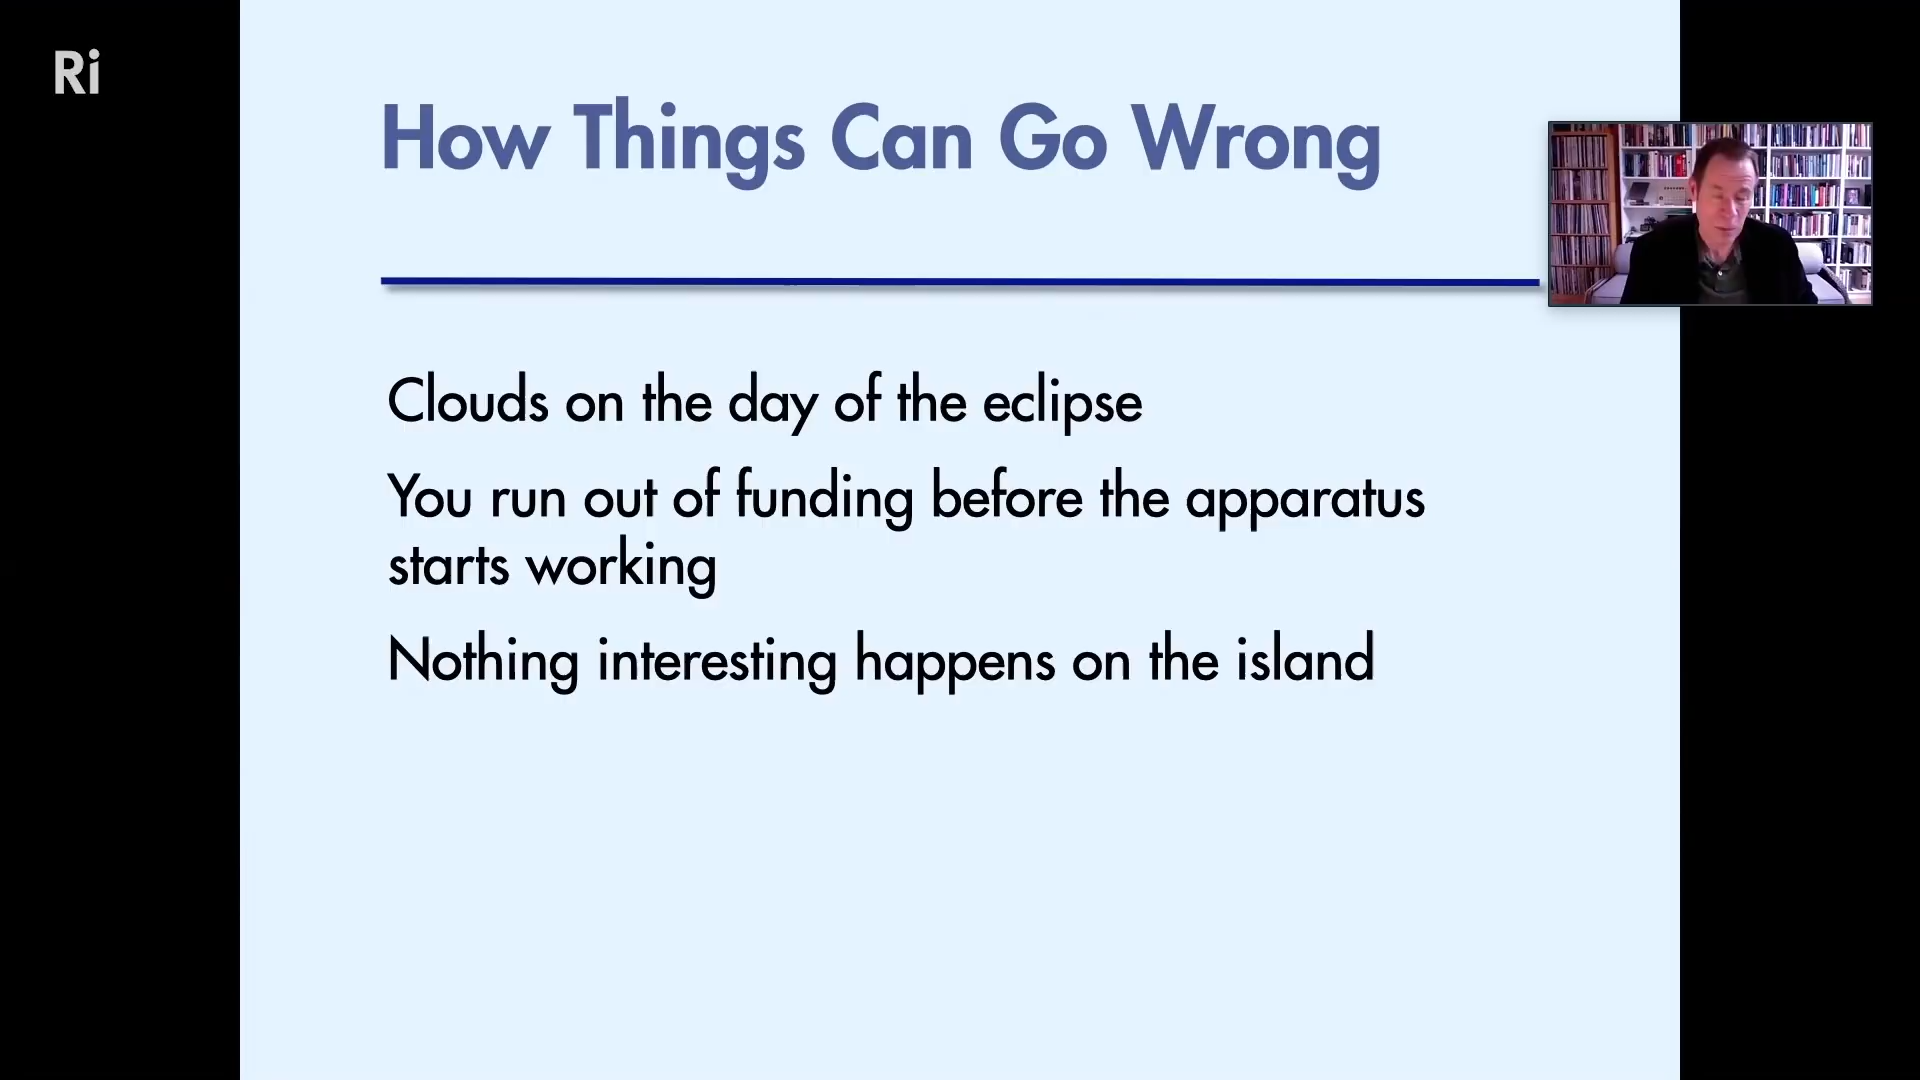 Ri
How Things Can Go Wrong
Clouds on the day of the eclipse
You run out of funding before the apparatus
starts working
Nothing interesting happens on the island